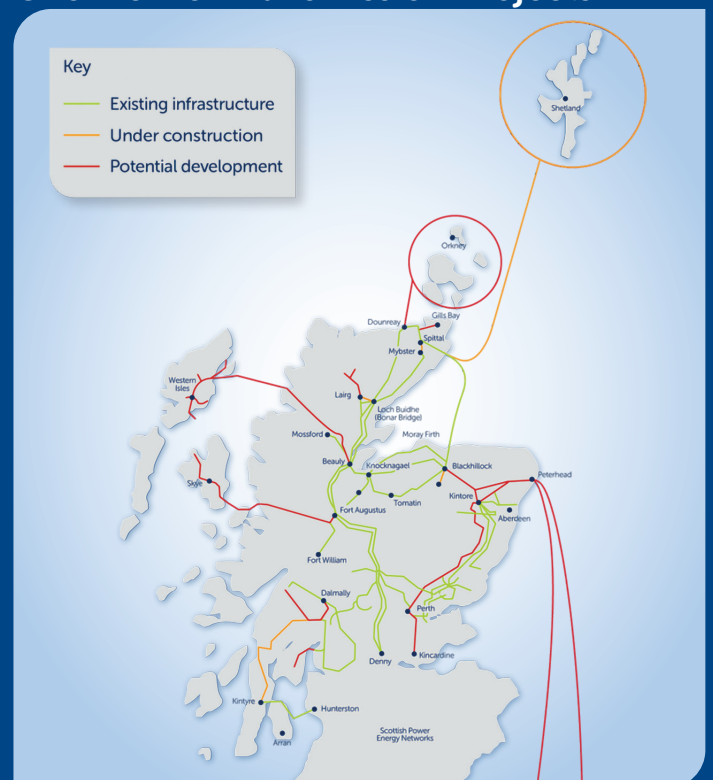 Key
Existing infrastructure
Under construction
Potential development
Shetland
Orkney
Gills Bay
Dounreay
Spittal
Mybster
Western
Isles
Lairg
Loch Buidhe
(Bonar Bridge)
Mossford
Moray Firth
Beauly
Knocknagael
Blackhillock
Peterhead
Skye
Kintore
Tomatin
Fort Augustus
Aberdeen
Fort William
Dalmally
Perth
Denny
Kincardine
Kintyre
Hunterston
Arran
Scottish Power
Energy Networks